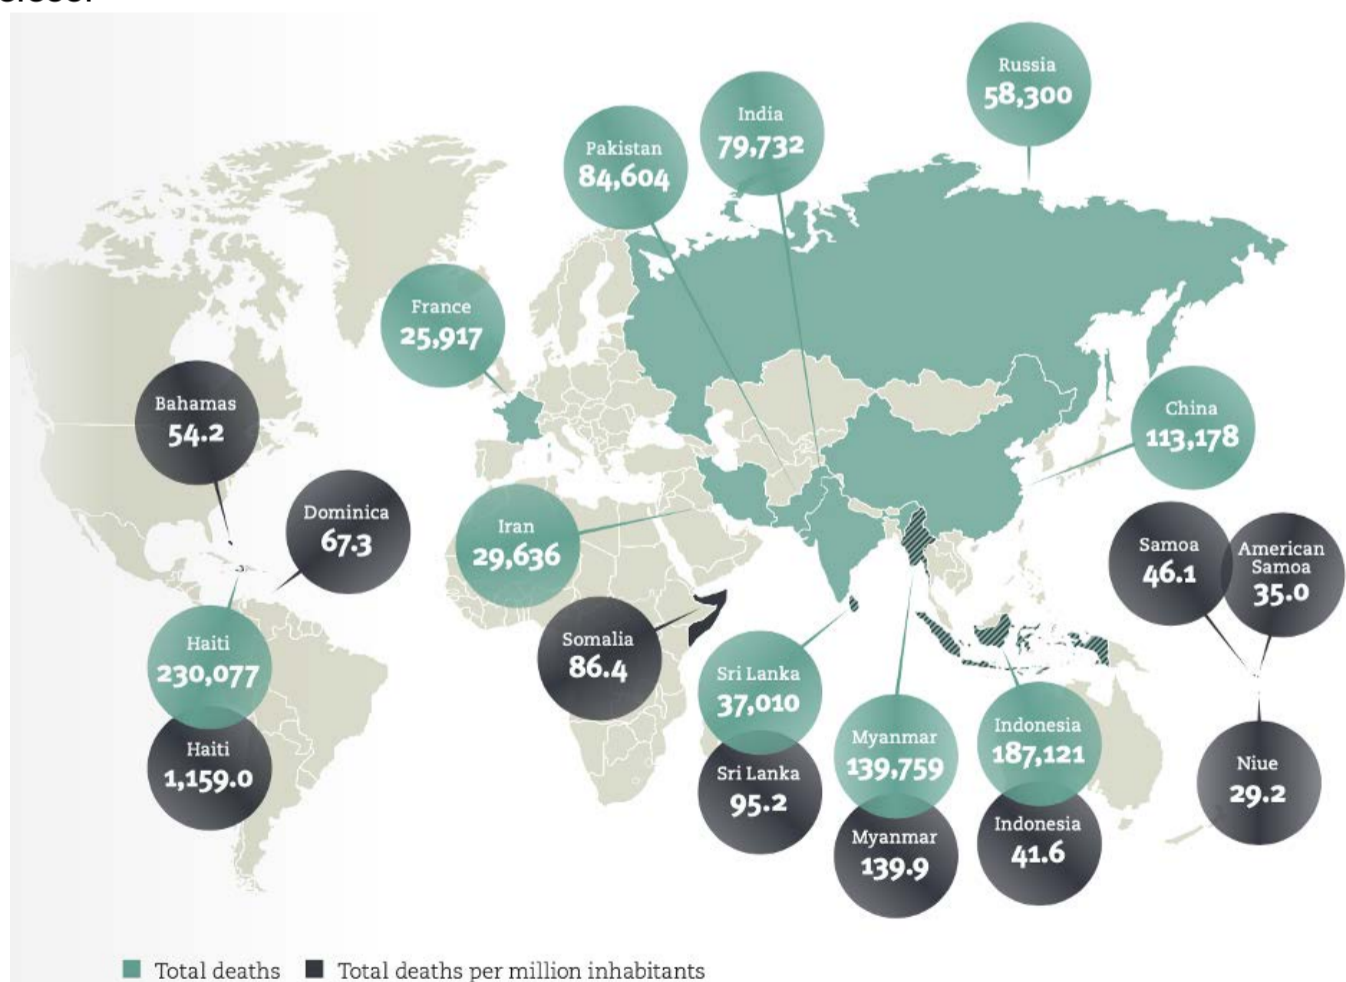 Russia
58,300
India
79,732
Pakistan
84,604
France
25,917
Bahamas
54.2
China
113,178
Dominica
67.3
Iran
29,636
Samoa
46.1
American
Samoa
35.0
Haiti
230,077
Somalia
86.4
Sri Lanka
37,010
Myanmar
139,759
Indonesia
187,121
Haiti
1,159.0
Sri Lanka
95.2
Niue
29.2
Myanmar
139.9
Indonesia
41.6
Total deaths
Total deaths per million inhabitants